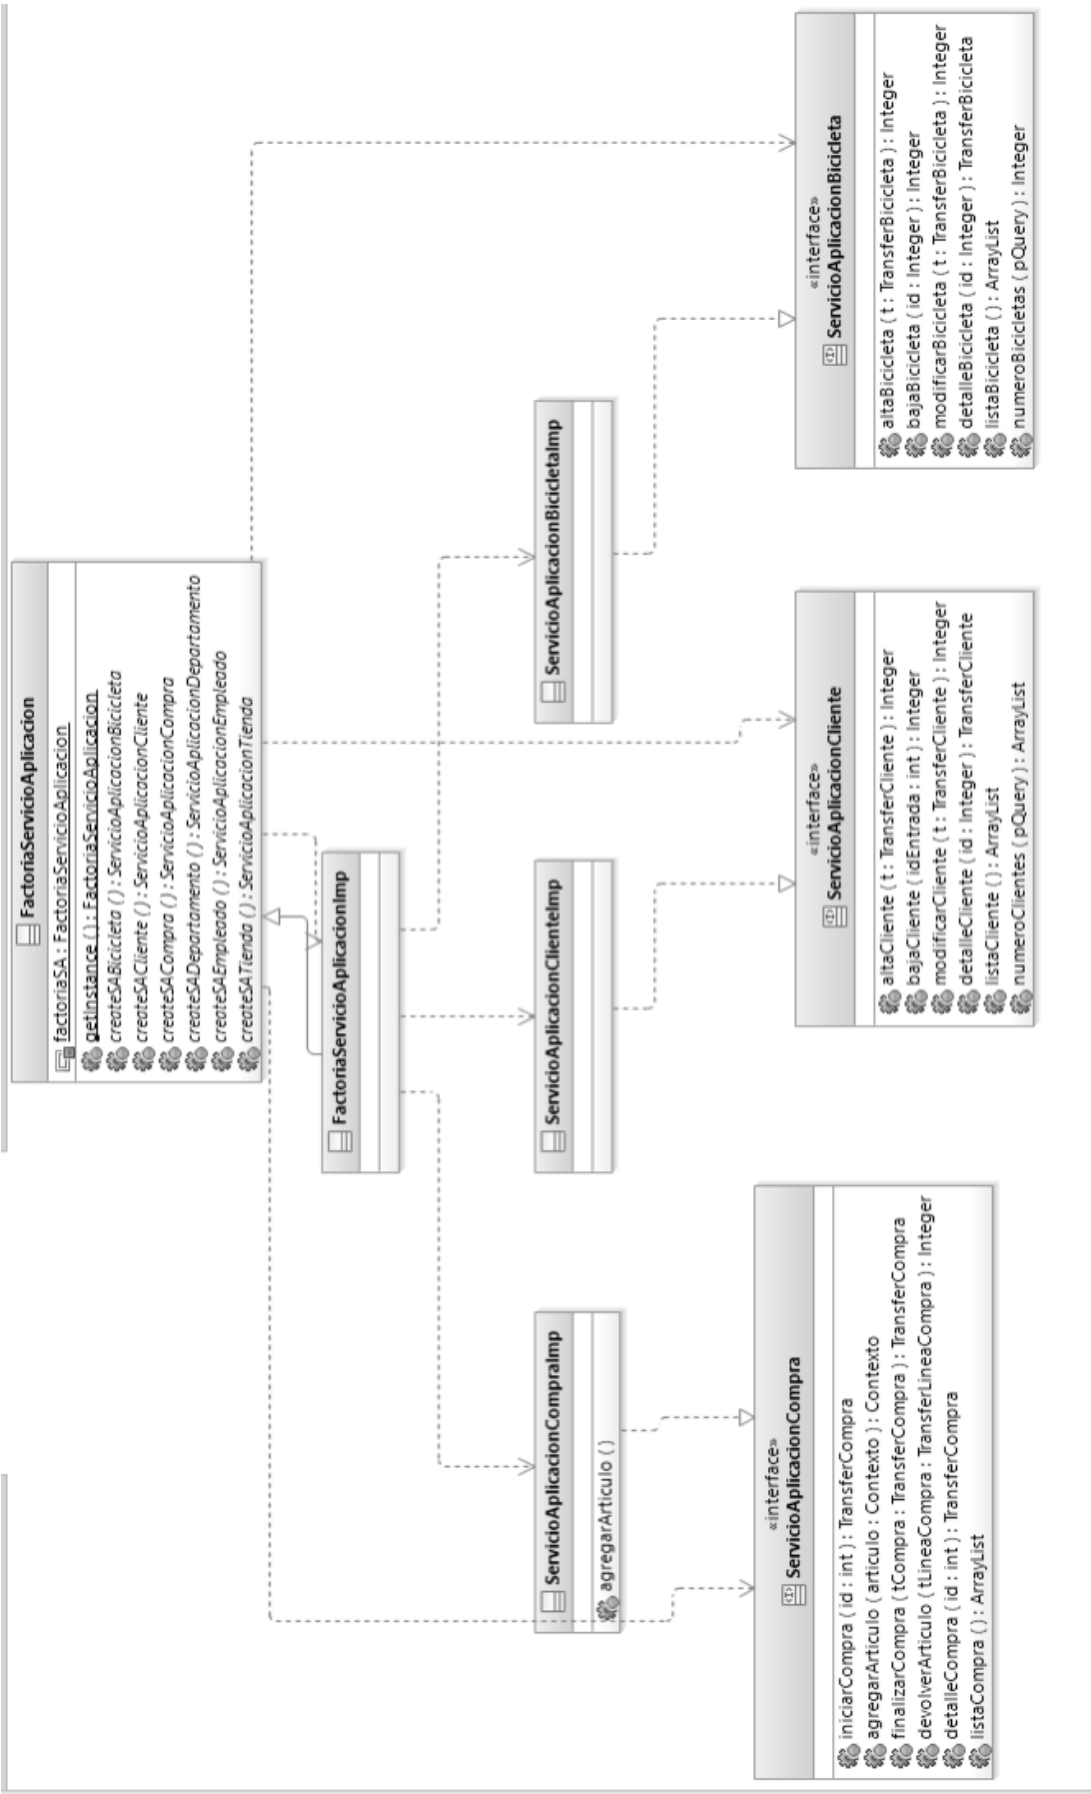 FactoriaServicioAplicacion
factoriaSA : FactoriaServicioAplicacion
getInstance ( ) : FactoriaServicioAplicacion
createSABicicleta ( ) : ServicioAplicacionBicicleta
createSACliente ( ) : ServicioAplicacionCliente
createSACompra ( ) : ServicioAplicacionCompra
createSADepartamento ( ) : ServicioAplicacionDepartamento
createSAEmpleado ( ) : ServicioAplicacionEmpleado
createSATienda ( ) : ServicioAplicacionTienda
FactoriaServicioAplicacionImp
ServicioAplicacionCompraImp
agregarArticulo ( )
ServicioAplicacionClienteImp
ServicioAplicacionBicicletaImp
«interface»
ServicioAplicacionCompra
iniciarCompra ( id : int ) : TransferCompra
agregarArticulo ( articulo : Contexto ) : Contexto
finalizarCompra ( tCompra : TransferCompra ) : TransferCompra
devolverArticulo ( tLineaCompra : TransferLineaCompra ) : Integer
detalleCompra ( id : int ) : TransferCompra
listaCompra ( ) : ArrayList
«interface»
ServicioAplicacionCliente
altaCliente ( t : TransferCliente ) : Integer
bajaCliente ( idEntrada : int ) : Integer
modificarCliente ( t : TransferCliente ) : Integer
detalleCliente ( id : Integer ) : TransferCliente
listaCliente ( ) : ArrayList
numeroClientes ( pQuery ) : ArrayList
«interface»
ServicioAplicacionBicicleta
altaBicicleta ( t : TransferBicicleta ) : Integer
bajaBicicleta ( id : Integer ) : Integer
modificarBicicleta ( t : TransferBicicleta ) : Integer
detalleBicicleta ( id : Integer ) : TransferBicicleta
listaBicicleta ( ) : ArrayList
numeroBicicletas ( pQuery ) : Integer